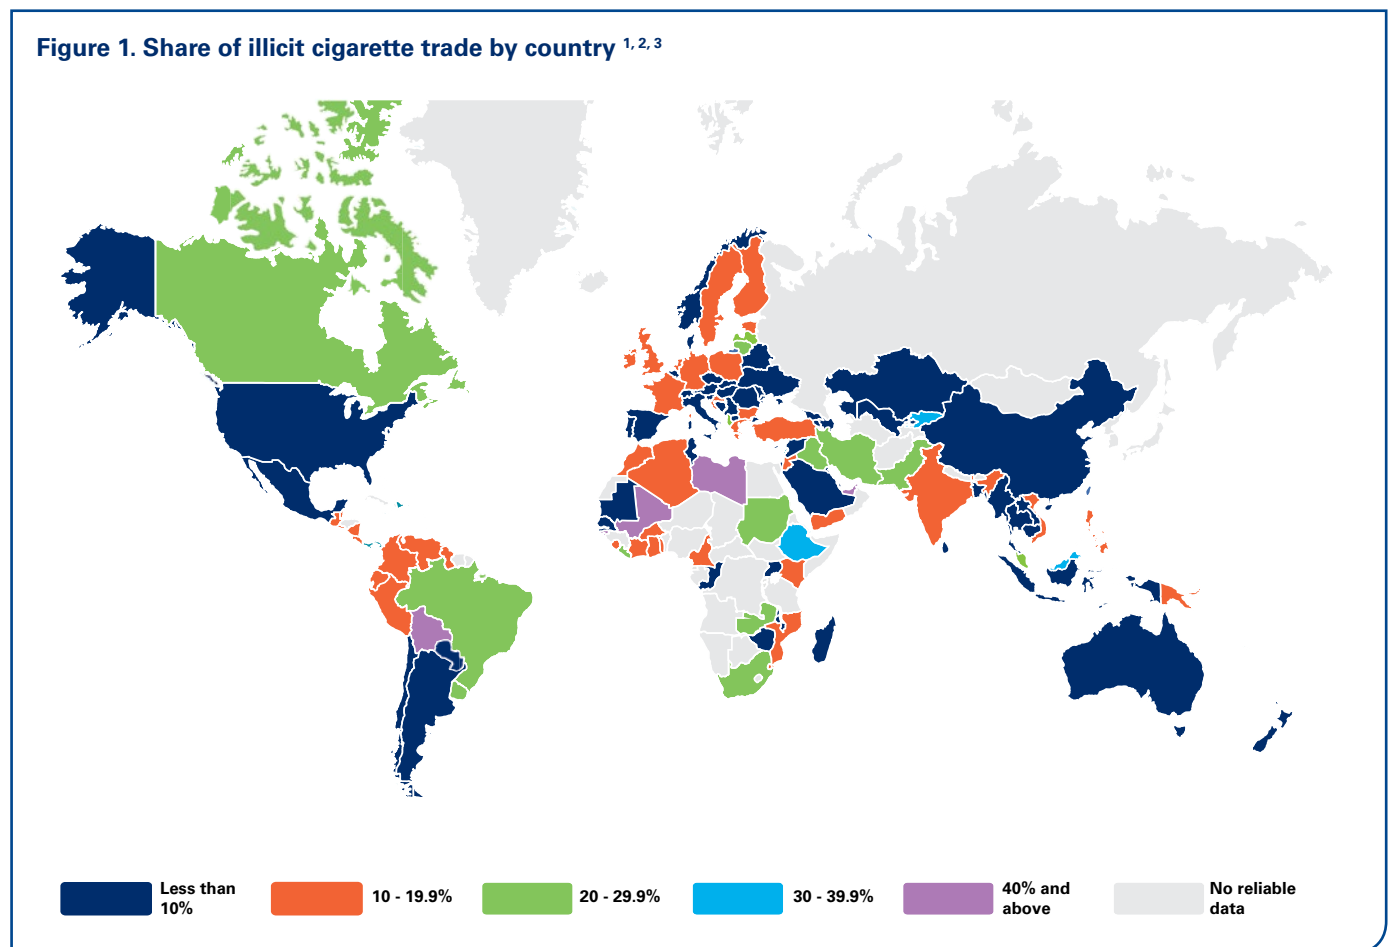 Figure 1. Share of illicit cigarette trade by country 1, 2, 3
Less than
10%
10 - 19.9%
20 - 29.9%
30 - 39.9%
40% and
above
No reliable
data